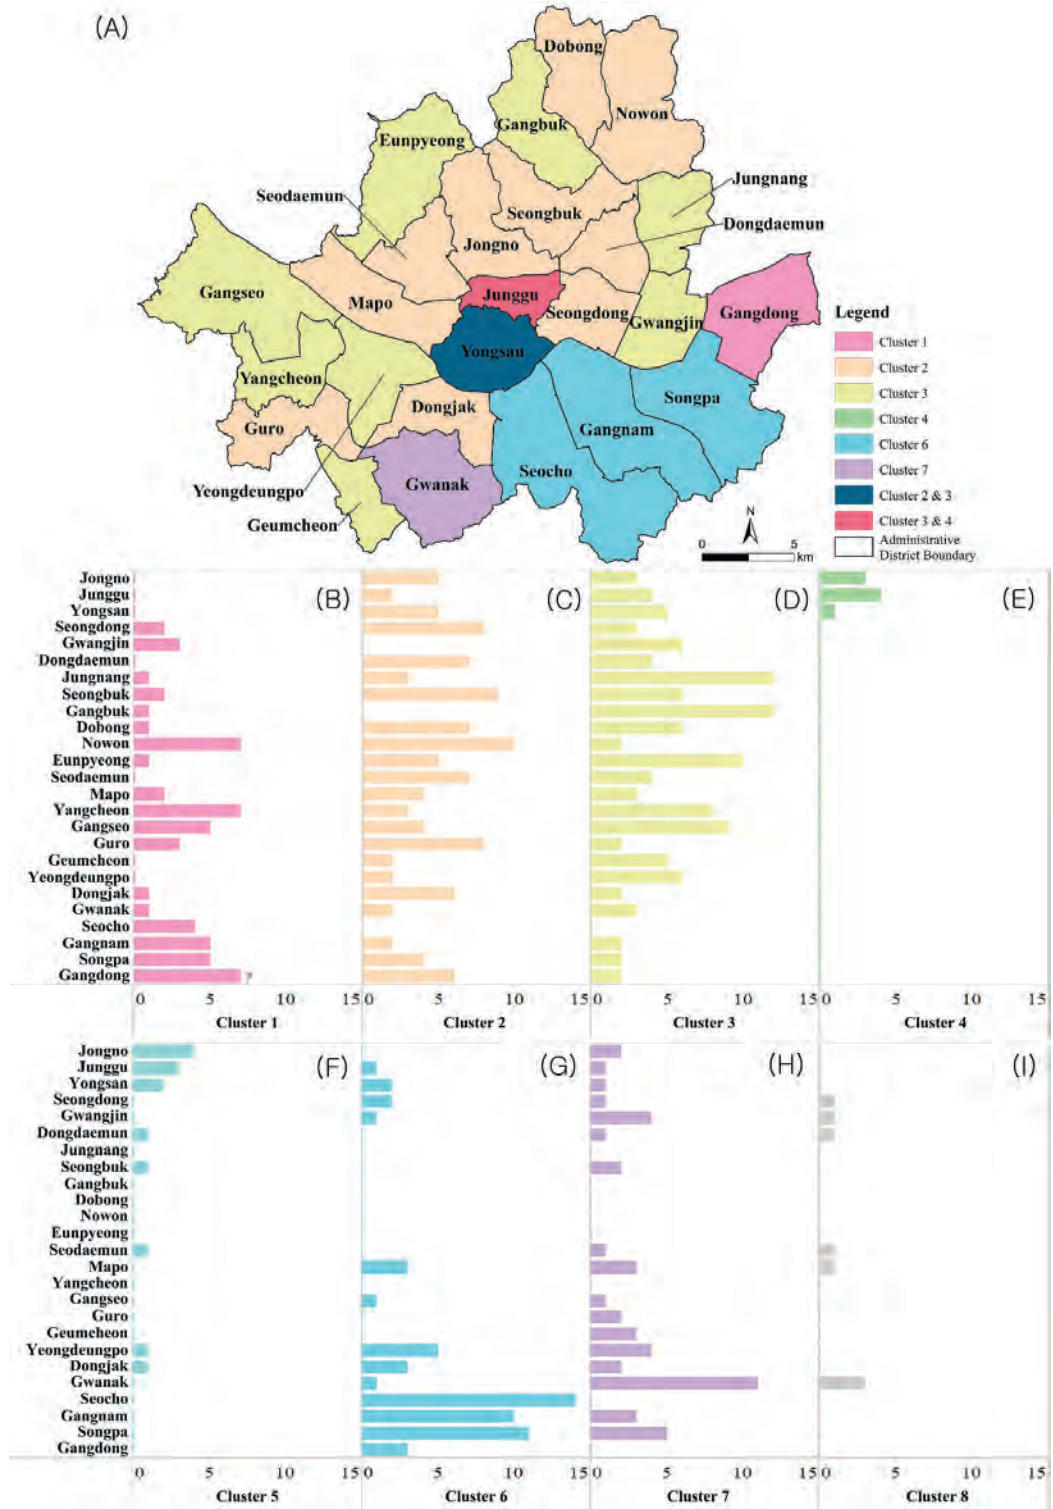 (A)
Dobong
Nowon
Gangbuk
Eunpyeong
Jungnang
Seodaemun
Seongbuk
Dongdaemun
Jongno
Gangseo
Mapo
Junggu
Seongdong
Gwangjin
Gangdong
Yongsan
Yangcheon
Dongjak
Songpa
Guro
Gangnam
Gwanak
Seocho
Yeongdeungpo
Geumcheon
Legend
Cluster 1
Cluster 2
Cluster 3
Cluster 4
Cluster 6
Cluster 7
Cluster 2 & 3
Cluster 3 & 4
Administrative
District Boundary
N
0 5
km
Jongno
Junggu
Yongsan
Seongdong
Gwangjin
Dongdaemun
Jungnang
Seongbuk
Gangbuk
Dobong
Nowon
Eunpyeong
Seodaemun
Mapo
Yangcheon
Gangseo
Guro
Geumcheon
Yeongdeungpo
Dongjak
Gwanak
Seocho
Gangnam
Songpa
Gangdong
(B) (C) (D) (E)
0 5 10 15 0 5 10 15 0 5 10 15 0 5 10 15
Cluster 1 Cluster 2 Cluster 3 Cluster 4
Jongno
Junggu
Yongsan
Seongdong
Gwangjin
Dongdaemun
Jungnang
Seongbuk
Gangbuk
Dobong
Nowon
Eunpyeong
Seodaemun
Mapo
Yangcheon
Gangseo
Guro
Geumcheon
Yeongdeungpo
Dongjak
Gwanak
Seocho
Gangnam
Songpa
Gangdong
(F) (G) (H) (I)
0 5 10 15 0 5 10 15 0 5 10 15 0 5 10 15
Cluster 5 Cluster 6 Cluster 7 Cluster 8